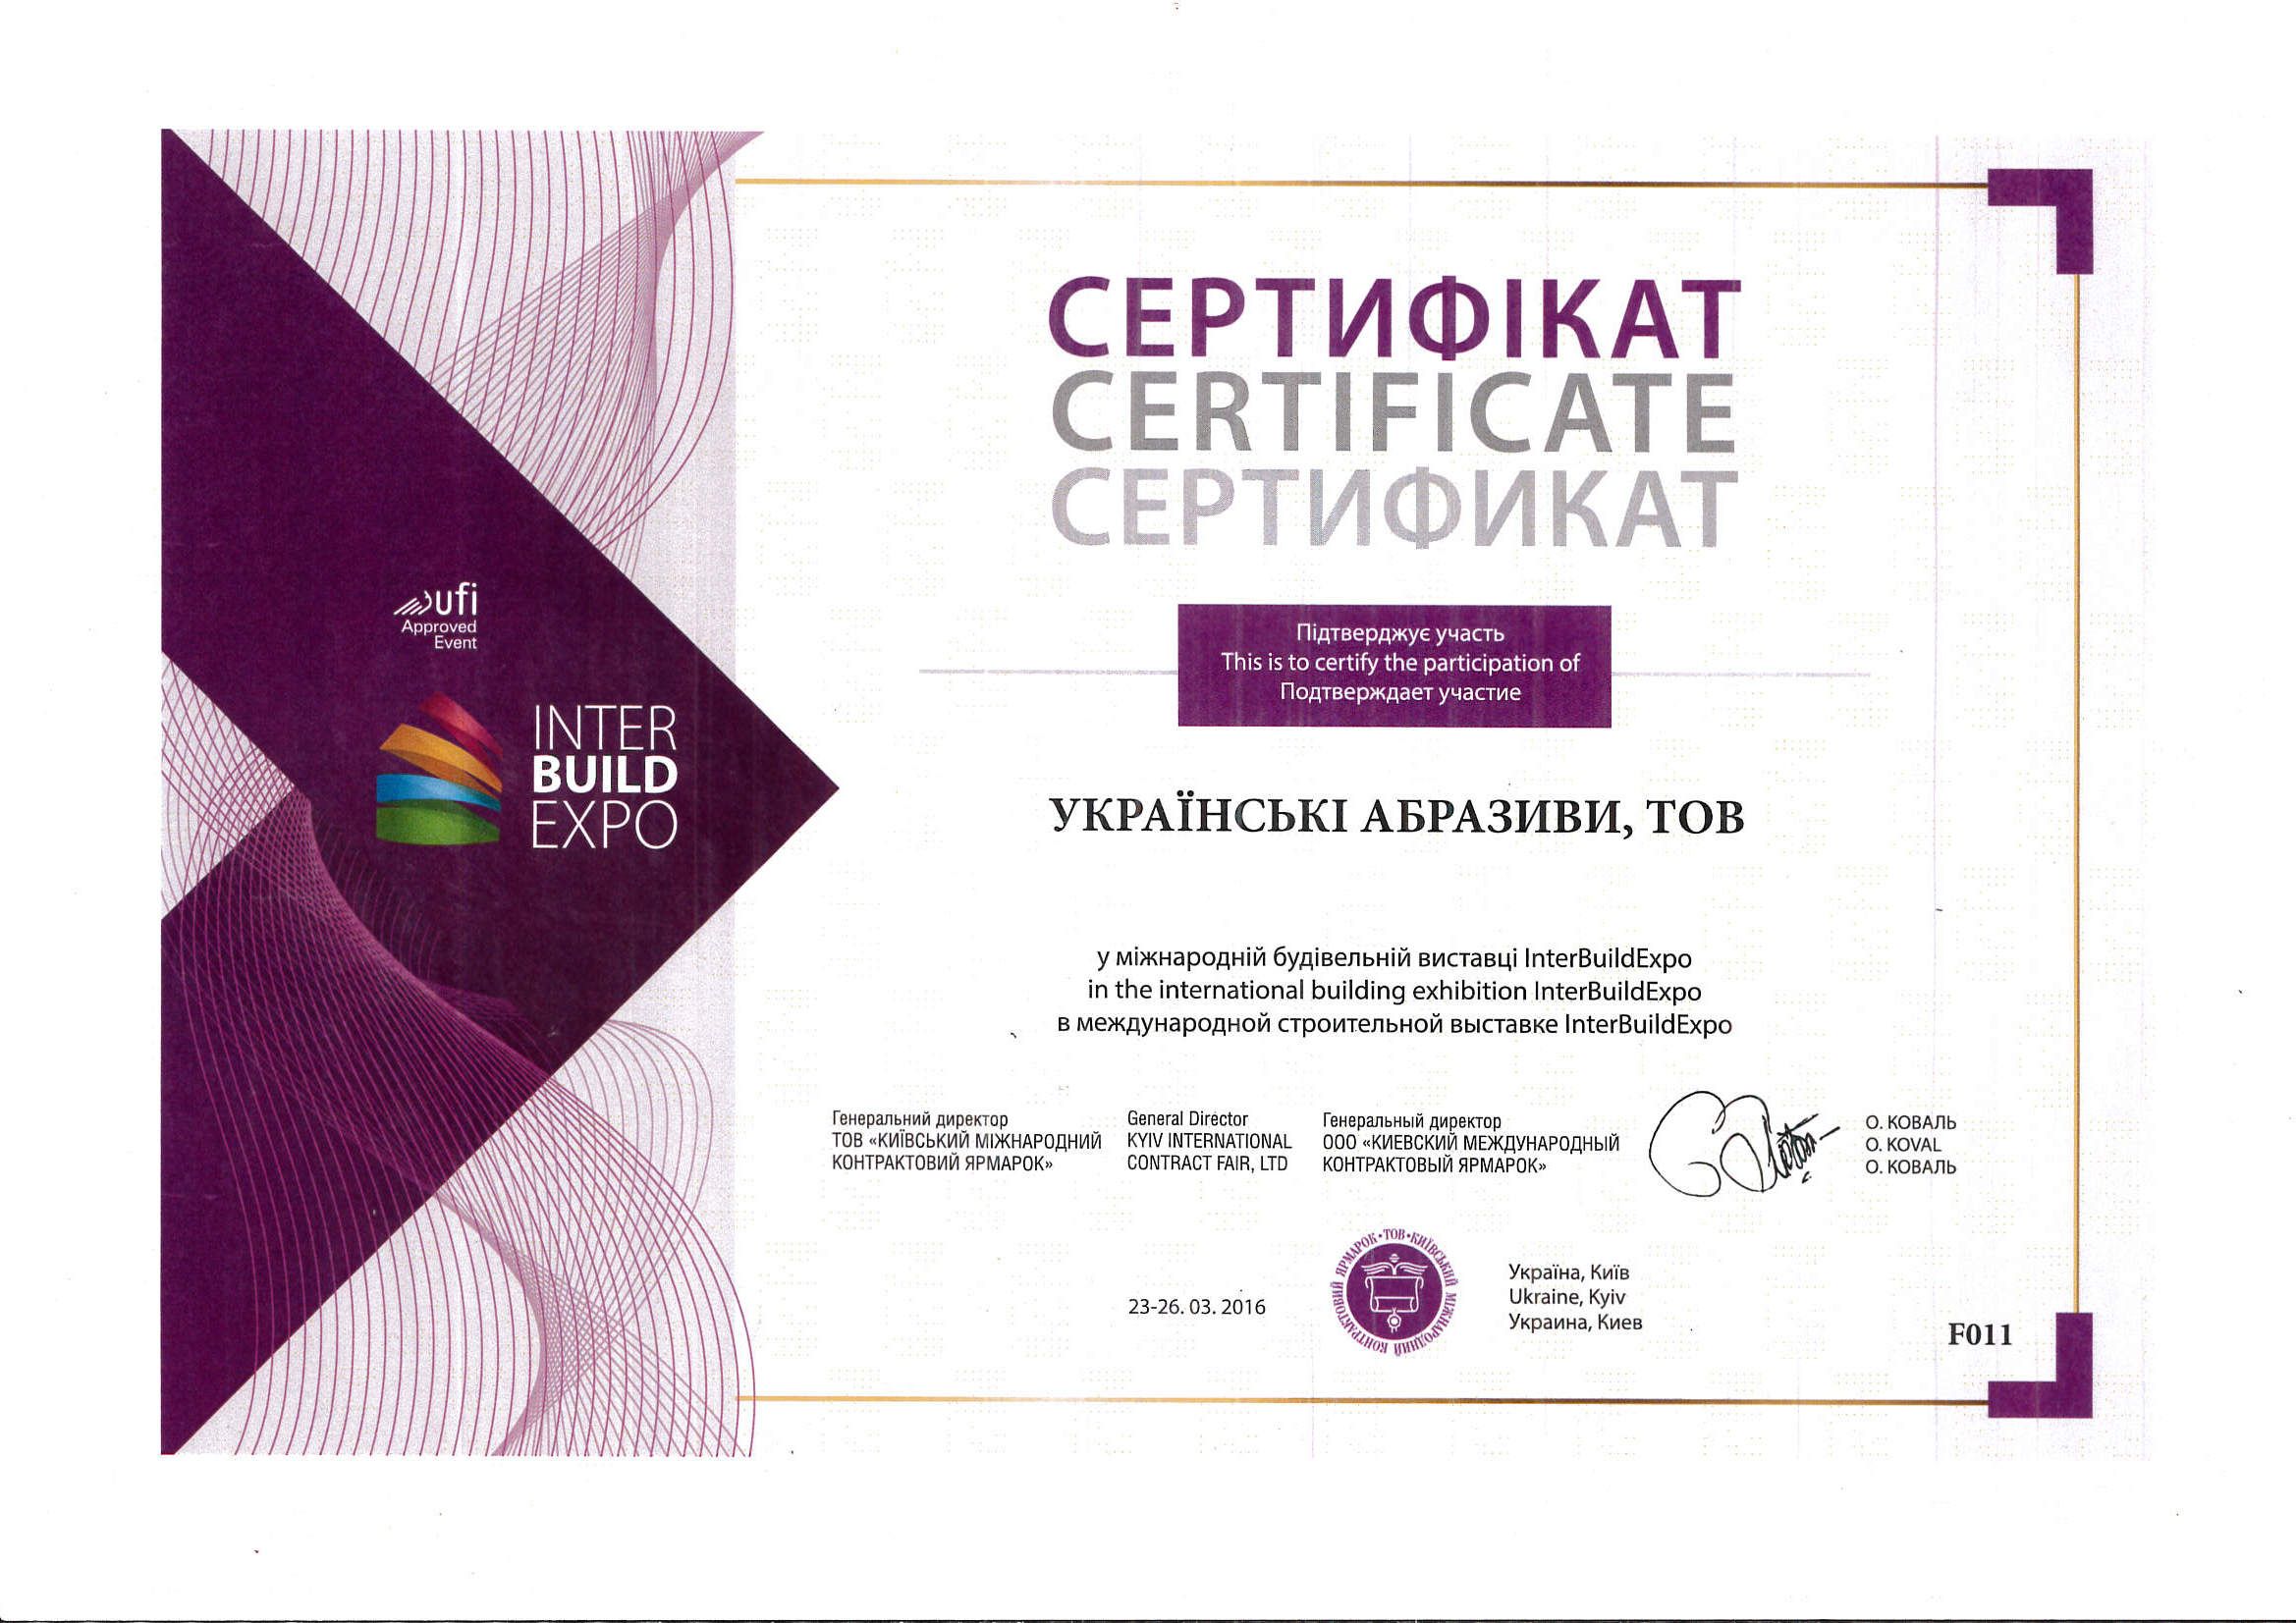 СЕРТИФІКАТ
CERTIFICATE
СЕРТИФИКАТ
ufi
Approved
Event
INTER
BUILD
EXPO
Підтверджує участь
This is to certify the participation of
Подтверждает участие
УКРАЇНСЬКІ АБРАЗИВИ, ТОВ
у міжнародній будівельній виставці InterBuildExpo
in the international building exhibition InterBuildExpo
в международной строительной выставке InterBuildExpo
Генеральний директор
ТОВ «КИЇВСЬКИЙ МІЖНАРОДНИЙ
КОНТРАКТОВИЙ ЯРМАРОК»
General Director
KYIV INTERNATIONAL
CONTRACT FAIR, LTD
Генеральный директор
ООО «КИЕВСКИЙ МЕЖДУНАРОДНЫЙ
КОНТРАКТОВЫЙ ЯРМАРОК»
О. КОВАЛЬ
O. KOVAL
О. КОВАЛЬ
23-26. 03. 2016
ТОВ•КИЇВСЬКИЙ МІЖНАРОДНИЙ КОНТРАКТОВИЙ ЯРМАРОК•
Україна, Київ
Ukraine, Kyiv
Украина, Киев
F011